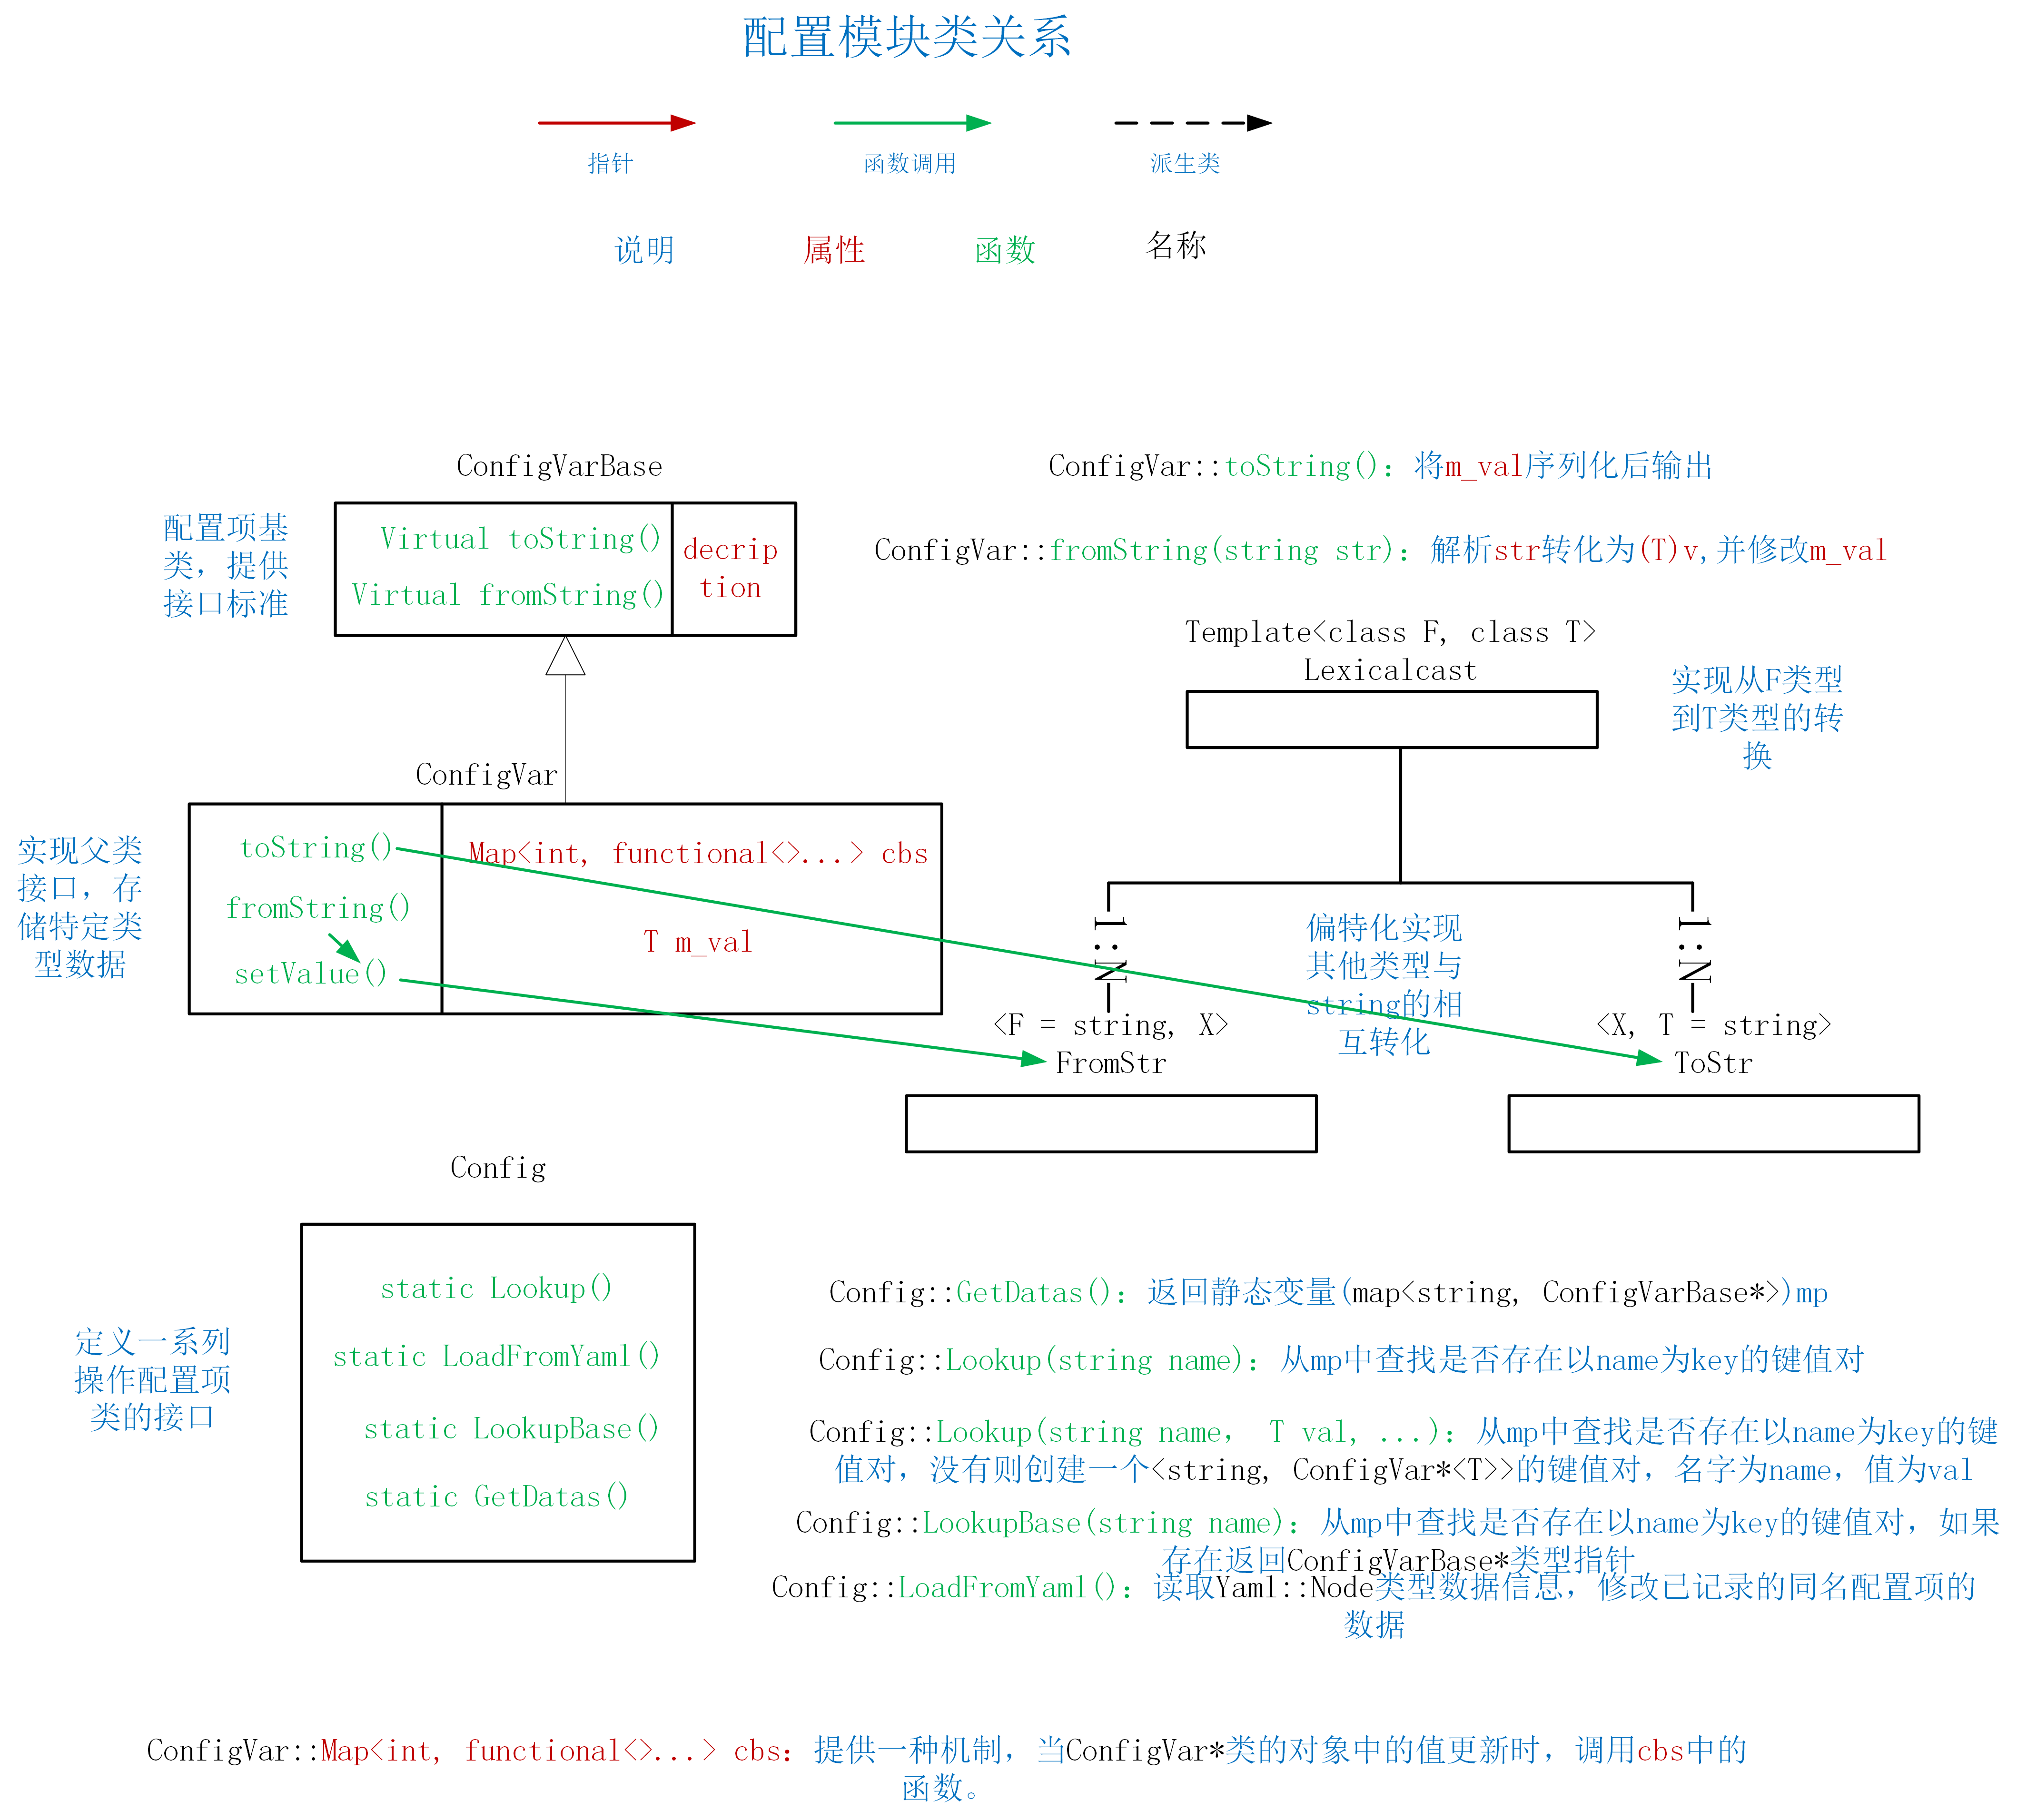 配置模块类关系
指针
函数调用
派生类
说明
属性
函数
名称
ConfigVarBase
配置项基
类，提供
接口标准
Virtual toString()
Virtual fromString()
decrip
tion
ConfigVar::toString()：将m_val序列化后输出
ConfigVar::fromString(string str)：解析str转化为(T)v,并修改m_val
Template<class F, class T>
Lexicalcast
实现从F类型
到T类型的转
换
ConfigVar
实现父类
接口，存
储特定类
型数据
toString()
fromString()
setValue()
Map<int, functional<>...> cbs
T m_val
1:N
1:N
偏特化实现
其他类型与
string的相
互转化
<F = string, X>
FromStr
<X, T = string>
ToStr
Config
定义一系列
操作配置项
类的接口
static Lookup()
static LoadFromYaml()
static LookupBase()
static GetDatas()
Config::GetDatas()：返回静态变量(map<string, ConfigVarBase*>)mp
Config::Lookup(string name)：从mp中查找是否存在以name为key的键值对
Config::Lookup(string name， T val, ...)：从mp中查找是否存在以name为key的键
值对，没有则创建一个<string, ConfigVar*<T>>的键值对，名字为name，值为val
Config::LookupBase(string name)：从mp中查找是否存在以name为key的键值对，如果
存在返回ConfigVarBase*类型指针
Config::LoadFromYaml()：读取Yaml::Node类型数据信息，修改已记录的同名配置项的
数据
ConfigVar::Map<int, functional<>...> cbs：提供一种机制，当ConfigVar*类的对象中的值更新时，调用cbs中的
函数。